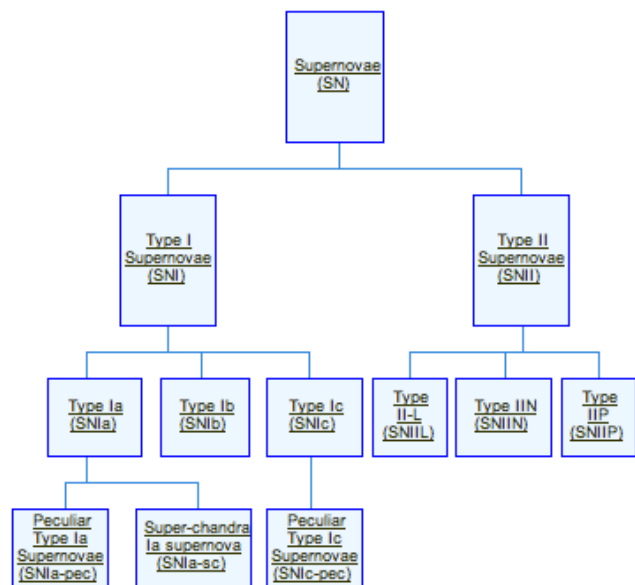 Supernovae
(SN)
Type I
Supernovae
(SNI)
Type II
Supernovae
(SNII)
Type Ia
(SNIa)
Type Ib
(SNIb)
Type Ic
(SNIc)
Type
II-L
(SNIIL)
Type IIN
(SNIIN)
Type
IIP
(SNIIP)
Peculiar
Type Ia
Supernovae
(SNIa-pec)
Super-chandra
Ia supernova
(SNIa-sc)
Peculiar
Type Ic
Supernovae
(SNIc-pec)